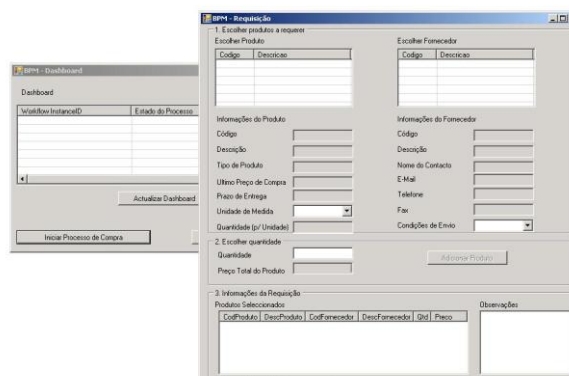 BPM - Dashboard
Dashboard
Workflow InstanceID Estado do Processo
Actualizar Dashboard
Iniciar Processo de Compra
BPM - Requisição
1. Escolher produtos a requerer
Escolher Produto Escolher Fornecedor
Codigo Descricao Codigo Descricao
Informações do Produto Informações do Fornecedor
Código Código
Descrição Descrição
Tipo de Produto Nome do Contacto
Ultimo Preço de Compra E-Mail
Prazo de Entrega Telefone
Unidade de Medida Fax
Quantidade (p/ Unidade) Condições de Envio
2. Escolher quantidade
Quantidade Adicionar Produto
Preço Total do Produto
3. Informações da Requisição
Produtos Seleccionados Observações
CodProduto DescProduto CodFornecedor DescFornecedor Qtd Preco